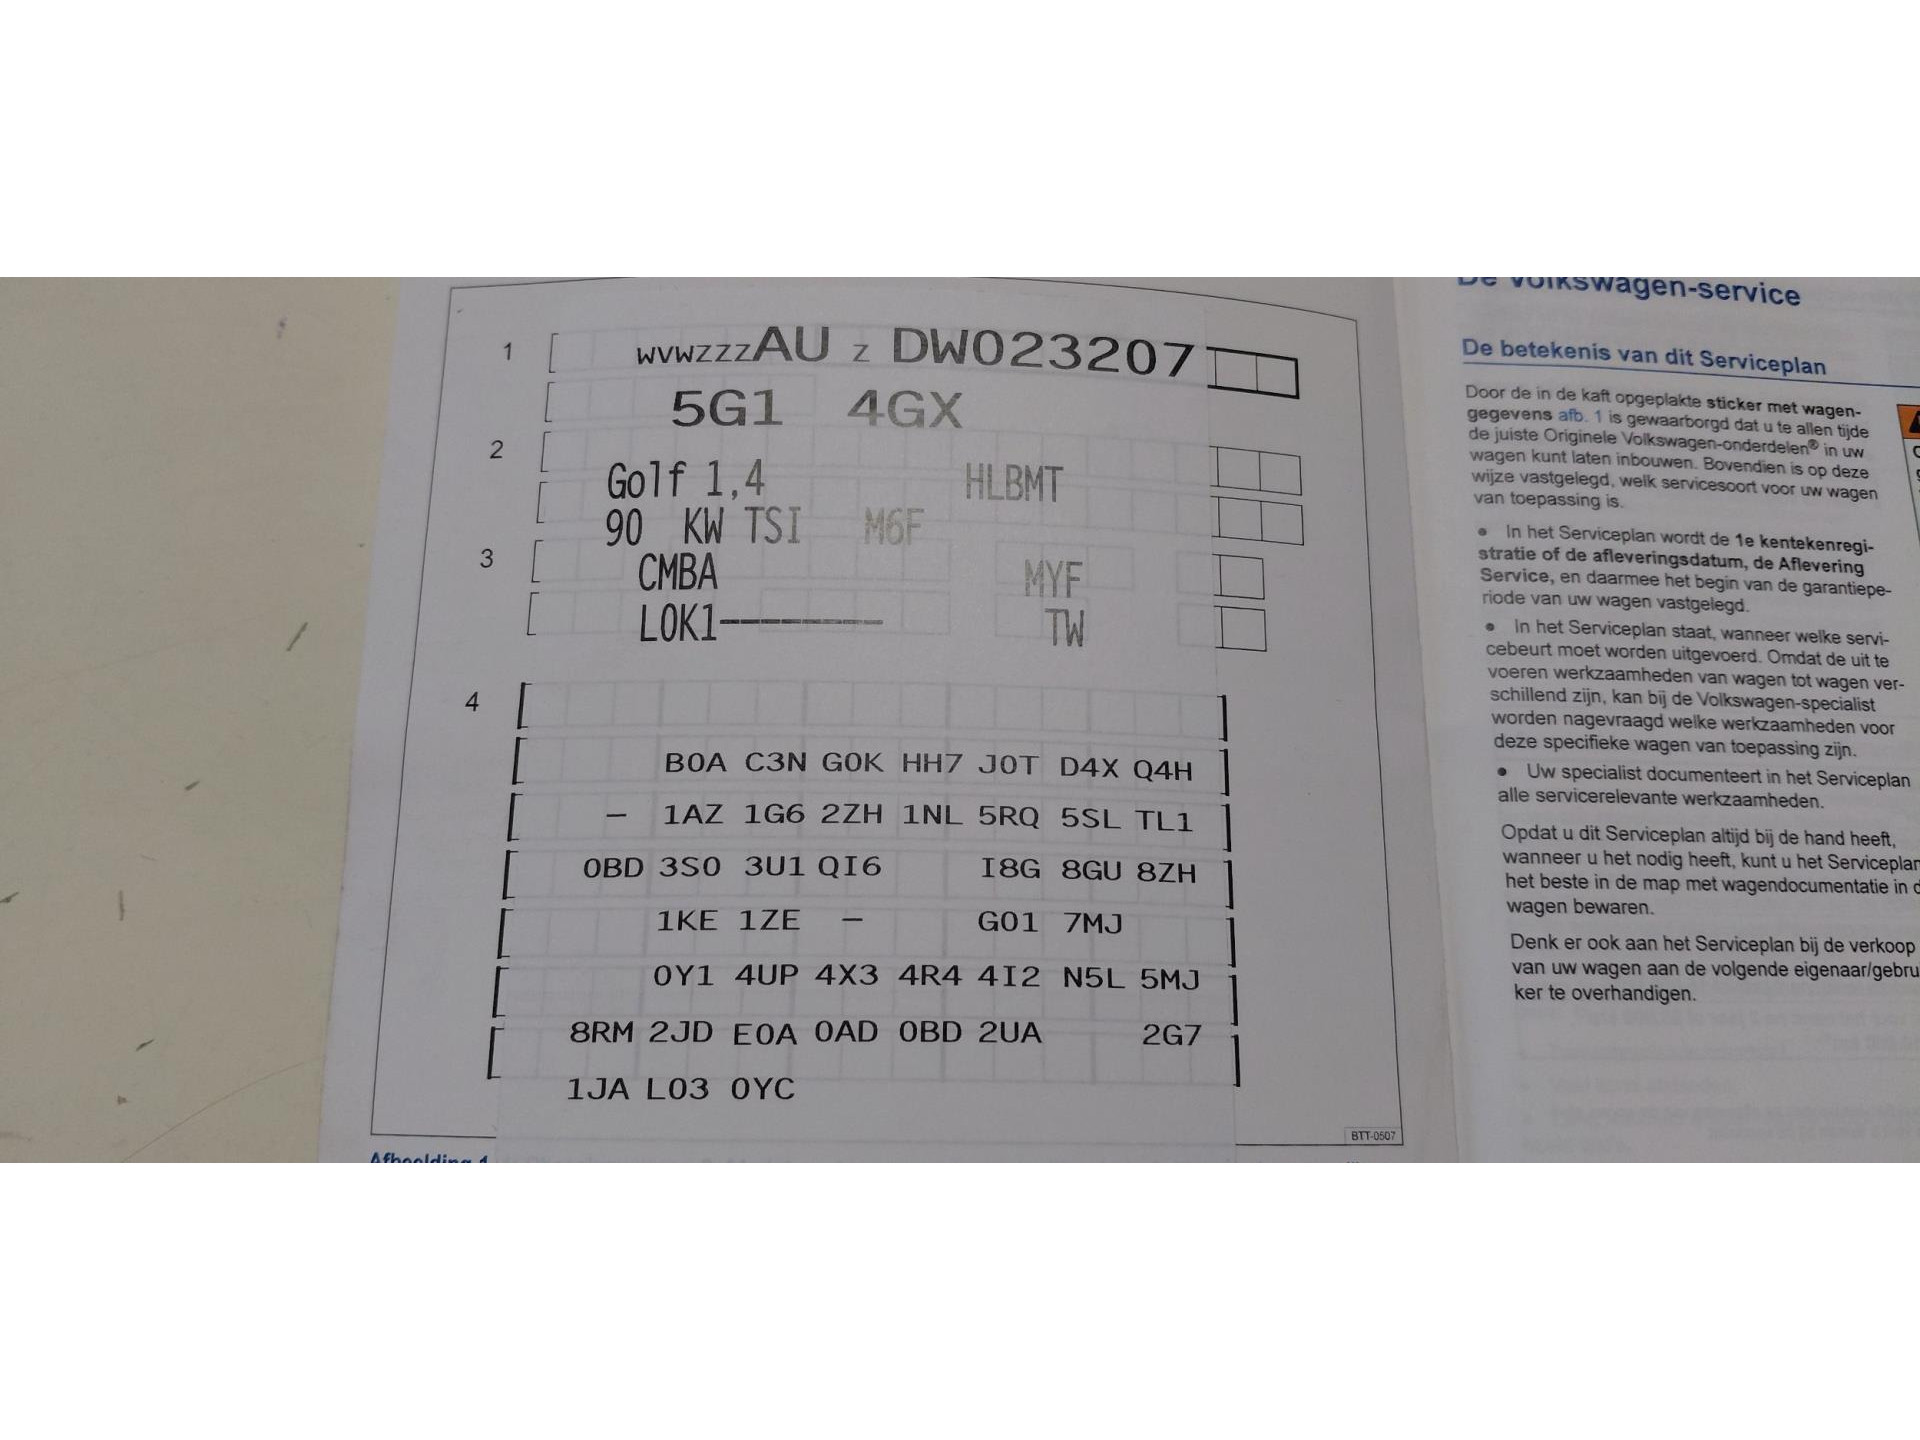 1
WVWZZZAU Z DW023207
5G1 4GX
2
Golf 1,4 HLBMT
90 KW TSI M6F
3
CMBA MYF
L0K1-------- TW
4
B0A C3N G0K HH7 J0T D4X Q4H
- 1AZ 1G6 2ZH 1NL 5RQ 5SL TL1
0BD 3S0 3U1 QI6 I8G 8GU 8ZH
1KE 1ZE - G01 7MJ
0Y1 4UP 4X3 4R4 4I2 N5L 5MJ
8RM 2JD E0A 0AD 0BD 2UA 2G7
1JA L03 0YC
BTT-0507
Afbeelding 1
De Volkswagen-service
De betekenis van dit Serviceplan
Door de in de kaft opgeplakte sticker met wagen-
gegevens afb. 1 is gewaarborgd dat u te allen tijde
de juiste Originele Volkswagen-onderdelen® in uw
wagen kunt laten inbouwen. Bovendien is op deze
wijze vastgelegd, welk servicesoort voor uw wagen
van toepassing is.
• In het Serviceplan wordt de 1e kentekenregi-
stratie of de afleveringsdatum, de Aflevering
Service, en daarmee het begin van de garantiepe-
riode van uw wagen vastgelegd.
• In het Serviceplan staat, wanneer welke servi-
cebeurt moet worden uitgevoerd. Omdat de uit te
voeren werkzaamheden van wagen tot wagen ver-
schillend zijn, kan bij de Volkswagen-specialist
worden nagevraagd welke werkzaamheden voor
deze specifieke wagen van toepassing zijn.
• Uw specialist documenteert in het Serviceplan
alle servicerelevante werkzaamheden.
Opdat u dit Serviceplan altijd bij de hand heeft,
wanneer u het nodig heeft, kunt u het Serviceplan
het beste in de map met wagendocumentatie in d
wagen bewaren.
Denk er ook aan het Serviceplan bij de verkoop
van uw wagen aan de volgende eigenaar/gebru
ker te overhandigen.